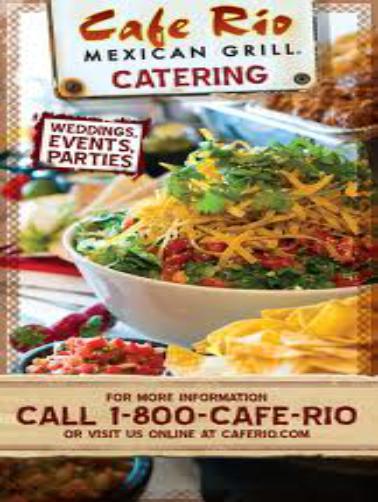 Cafe Rio
MEXICAN GRILL.
CATERING
WEDDINGS,
EVENTS,
PARTIES
FOR MORE INFORMATION
CALL 1-800-CAFE-RIO
OR VISIT US ONLINE AT CAFERIO.COM